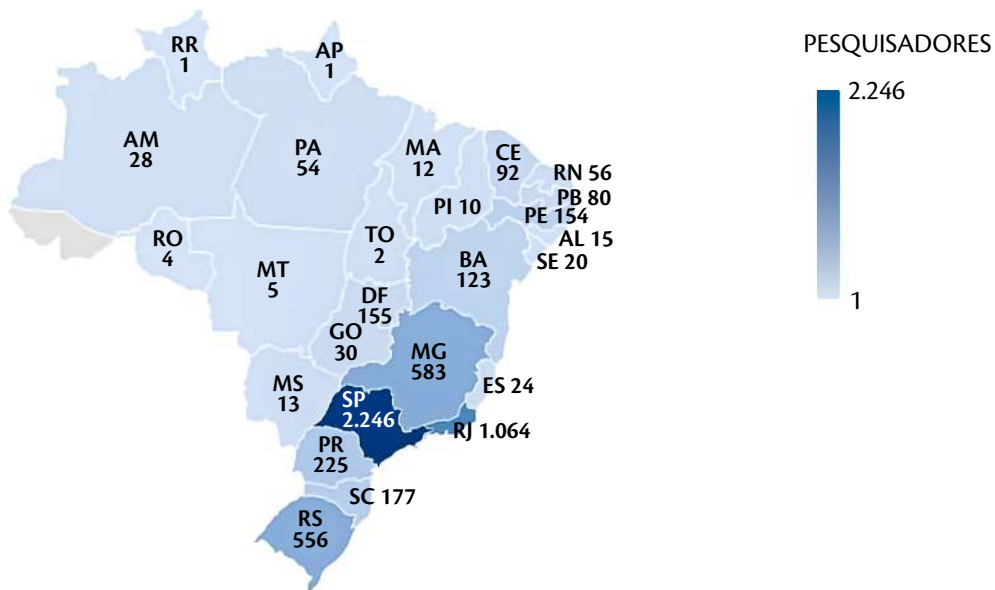 PESQUISADORES
2.246
1
RR
1
AP
1
AM
28
PA
54
MA
12
CE
92
RN 56
PB 80
PI 10
PE 154
AL 15
SE 20
RO
4
TO
2
MT
5
BA
123
DF
155
GO
30
MG
583
ES 24
MS
13
SP
2.246
RJ 1.064
PR
225
SC 177
RS
556